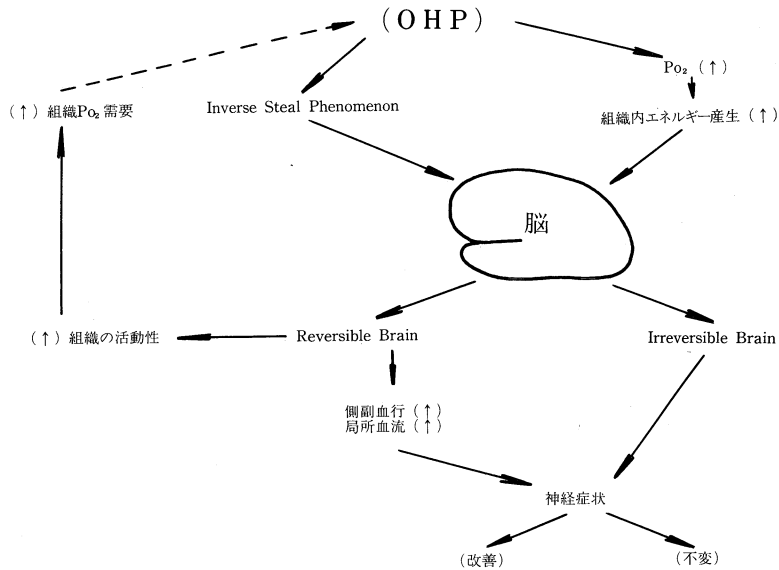 (OHP)
Po₂ (↑)
(↑) 組織Po₂需要
Inverse Steal Phenomenon
組織内エネルギー産生 (↑)
脳
(↑) 組織の活動性
Reversible Brain
Irreversible Brain
側副血行 (↑)
局所血流 (↑)
神経症状
(改善)
(不変)